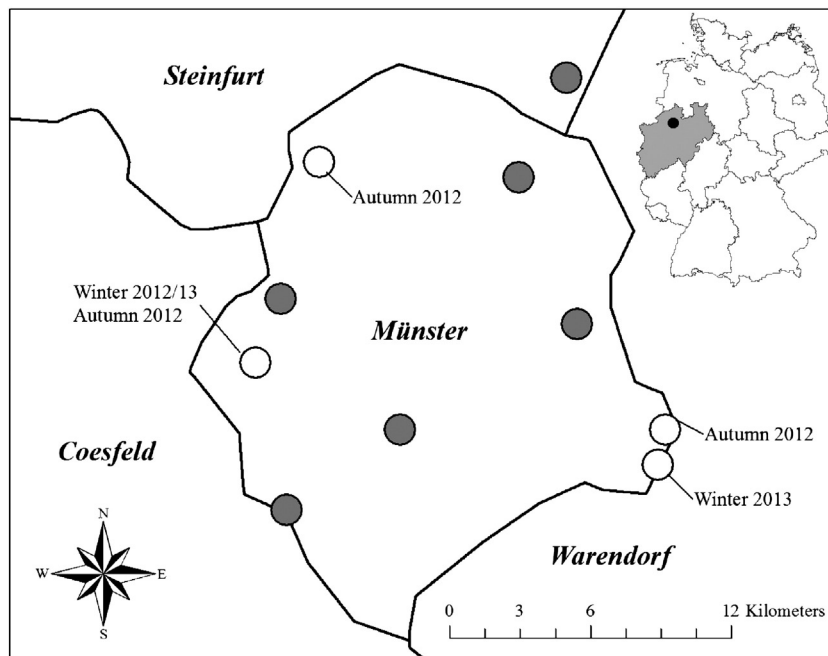 Steinfurt
Autumn 2012
Winter 2012/13
Autumn 2012
Münster
Autumn 2012
Coesfeld
Winter 2013
N
W E
S
Warendorf
0 3 6 12 Kilometers